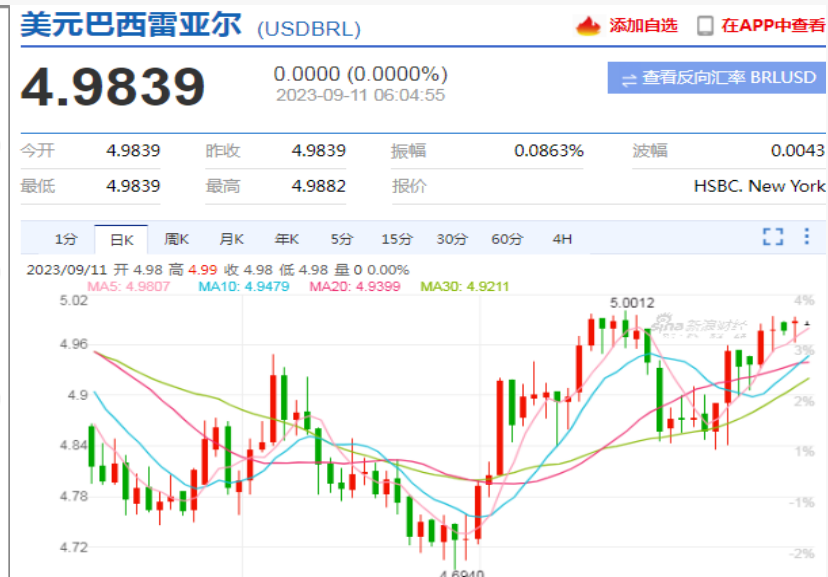 美元巴西雷亚尔 (USDBRL)
添加自选 在APP中查看
4.9839
0.0000 (0.0000%)
2023-09-11 06:04:55
查看反向汇率 BRLUSD
今开 4.9839 昨收 4.9839 振幅 0.0863% 波幅 0.0043
最低 4.9839 最高 4.9882 报价 HSBC. New York
1分 日K 周K 月K 年K 5分 15分 30分 60分 4H
2023/09/11 开 4.98 高 4.99 收 4.98 低 4.98 量 0 0.00%
MA5: 4.9807 MA10: 4.9479 MA20: 4.9399 MA30: 4.9211
5.02 5.0012 4%
sina 新浪财经
4.96 3%
4.9 2%
4.84 1%
4.78 -1%
4.72 -2%
4.6940